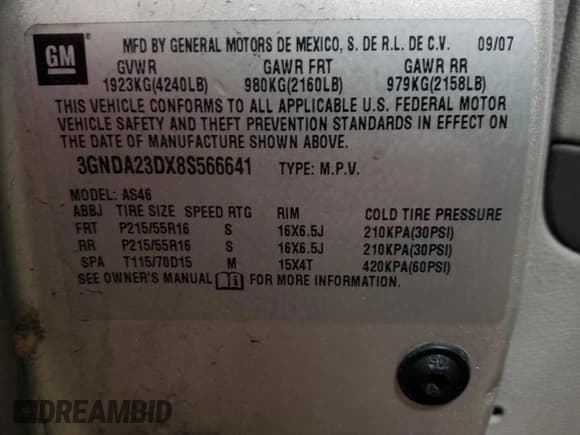 GM
MFD BY GENERAL MOTORS DE MEXICO, S. DE R.L. DE C.V. 09/07
GVWR GAWR FRT GAWR RR
1923KG(4240LB) 980KG(2160LB) 979KG(2158LB)
THIS VEHICLE CONFORMS TO ALL APPLICABLE U.S. FEDERAL MOTOR
VEHICLE SAFETY AND THEFT PREVENTION STANDARDS IN EFFECT ON
THE DATE OF MANUFACTURE SHOWN ABOVE.
3GNDA23DX8S566641 TYPE: M.P.V.
MODEL: AS46
ABBJ TIRE SIZE SPEED RTG RIM COLD TIRE PRESSURE
FRT P215/55R16 S 16X6.5J 210KPA(30PSI)
RR P215/55R16 S 16X6.5J 210KPA(30PSI)
SPA T115/70D15 M 15X4T 420KPA(60PSI)
SEE OWNER'S MANUAL FOR MORE INFORMATION.
DREAMBID